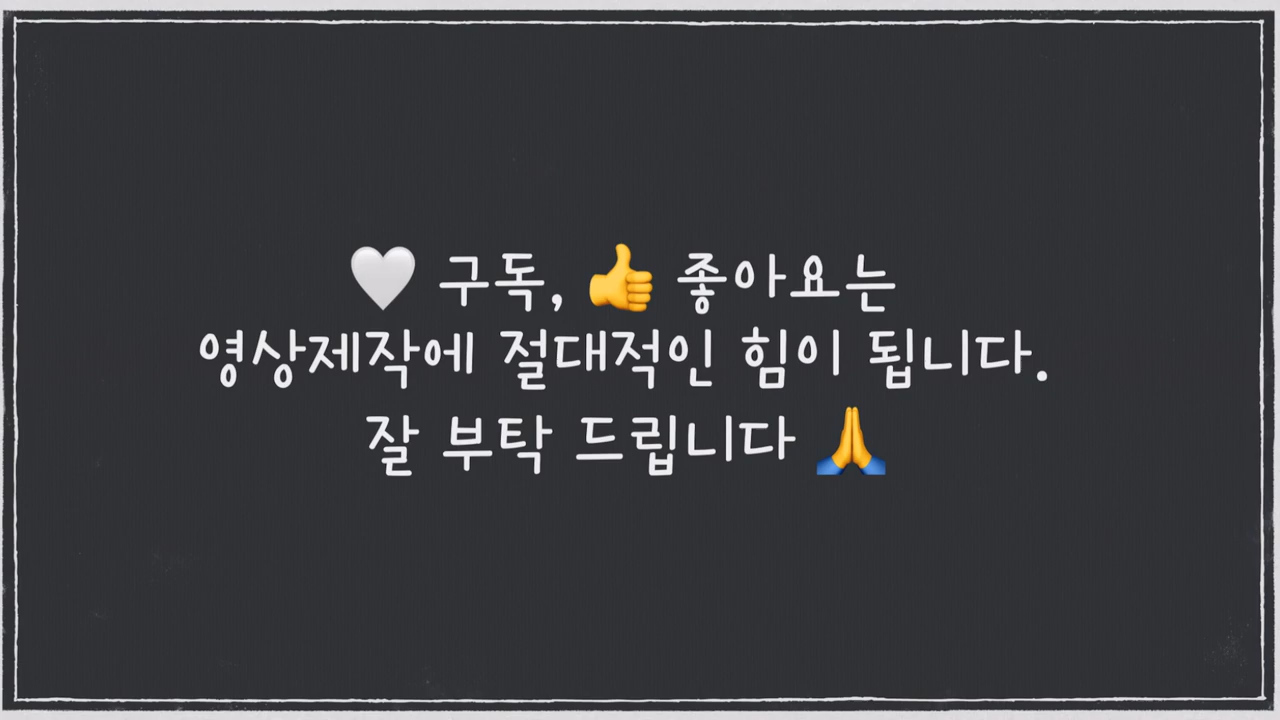 🤍 구독, 👍 좋아요는
영상제작에 절대적인 힘이 됩니다.
잘 부탁 드립니다 🙏